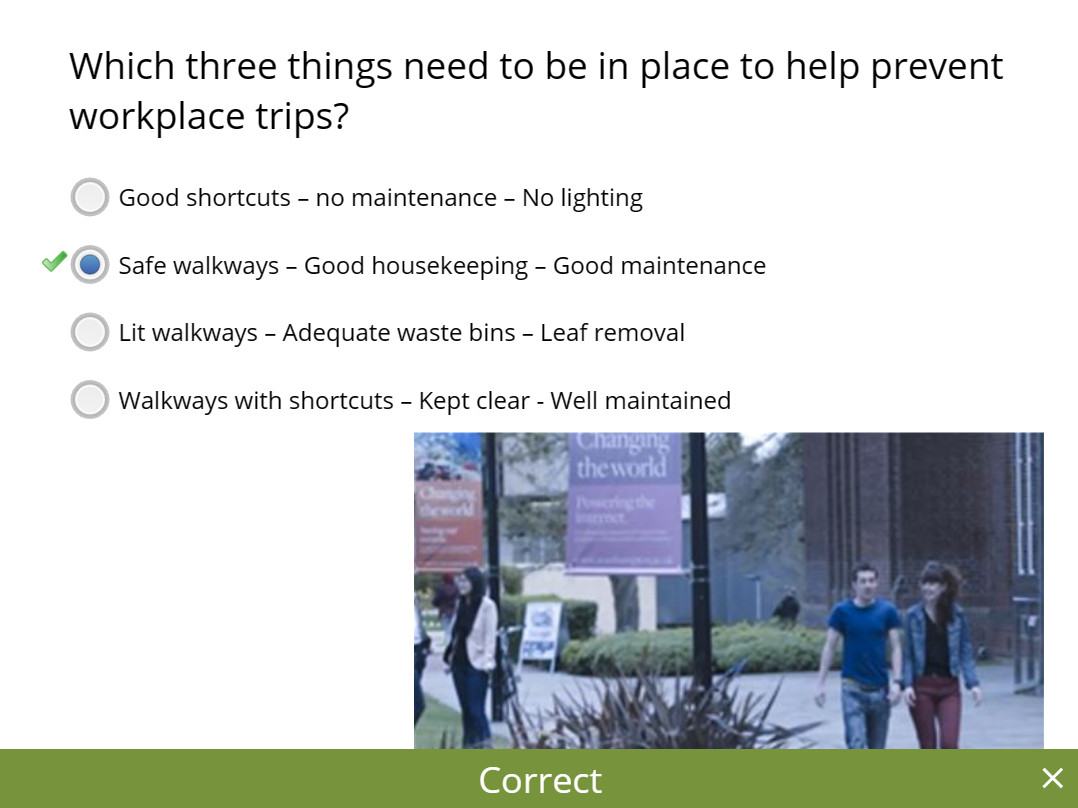 Which three things need to be in place to help prevent
workplace trips?
Good shortcuts – no maintenance – No lighting
Safe walkways – Good housekeeping – Good maintenance
Lit walkways – Adequate waste bins – Leaf removal
Walkways with shortcuts – Kept clear - Well maintained
Changing
the world
Powering the
internet.
Changing
the world
Correct